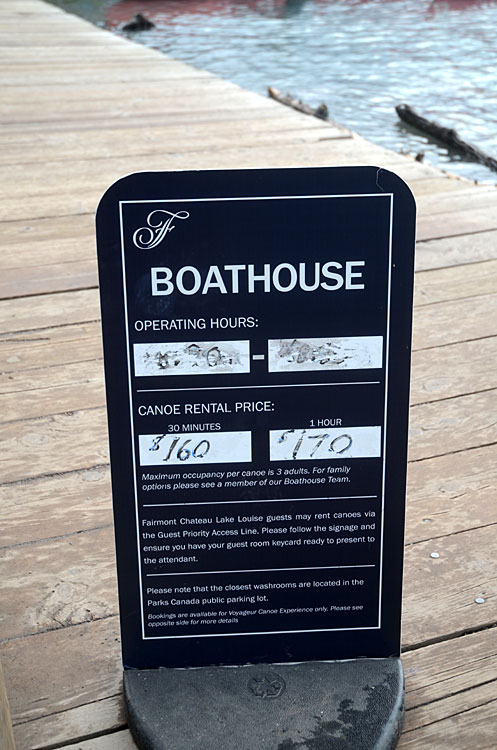 F
BOATHOUSE
OPERATING HOURS:
-
CANOE RENTAL PRICE:
30 MINUTES 1 HOUR
$160 $170
Maximum occupancy per canoe is 3 adults. For family
options please see a member of our Boathouse Team.
Fairmont Chateau Lake Louise guests may rent canoes via
the Guest Priority Access Line. Please follow the signage and
ensure you have your guest room keycard ready to present to
the attendant.
Please note that the closest washrooms are located in the
Parks Canada public parking lot.
Bookings are available for Voyageur Canoe Experience only. Please see
opposite side for more details